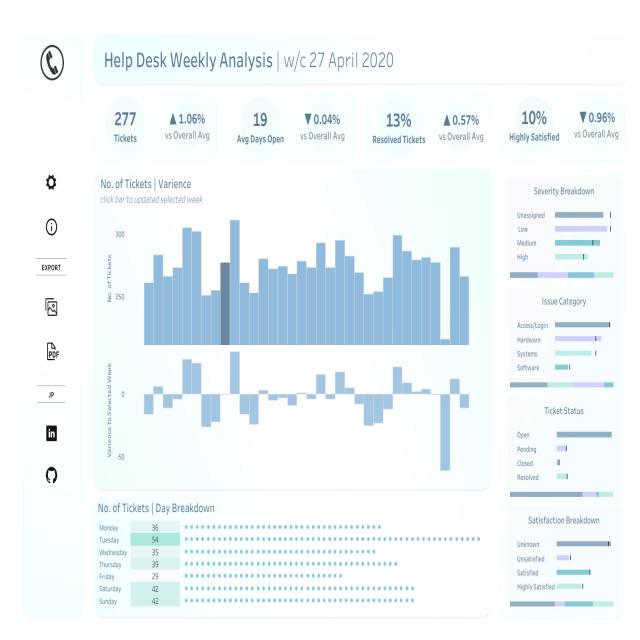 Help Desk Weekly Analysis | w/c 27 April 2020
277
Tickets
▲ 1.06%
vs Overall Avg
19
Avg Days Open
▼ 0.04%
vs Overall Avg
13%
Resolved Tickets
▲ 0.57%
vs Overall Avg
10%
Highly Satisfied
▼ 0.96%
vs Overall Avg
EXPORT
PDF
JP
in
No. of Tickets | Varience
click bar to updated selected week
No. of Tickets
300
250
Varience to Selected Week
0
-50
No. of Tickets | Day Breakdown
Monday 36
Tuesday 54
Wednesday 35
Thursday 39
Friday 29
Saturday 42
Sunday 42
Severity Breakdown
Unassigned
Low
Medium
High
Issue Category
Access/Login
Hardware
Systems
Software
Ticket Status
Open
Pending
Closed
Resolved
Satisfaction Breakdown
Unknown
Unsatisfied
Satisfied
Highly Satisfied